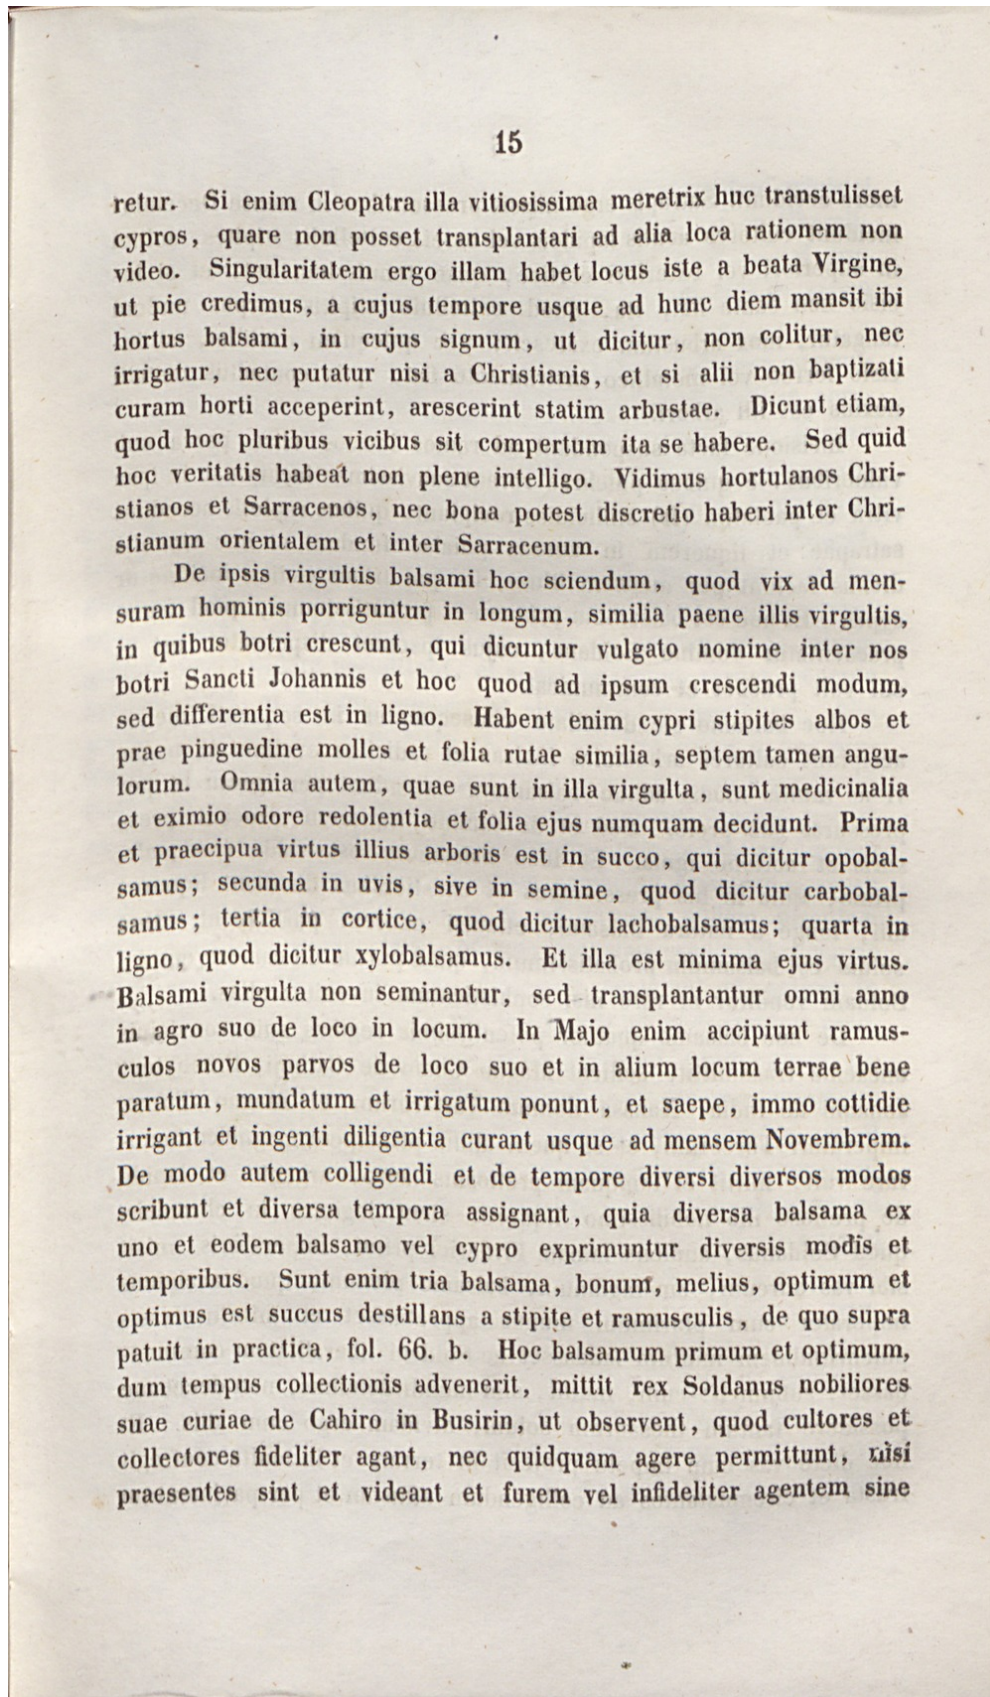 15
retur. Si enim Cleopatra illa vitiosissima meretrix huc transtulisset
cypros, quare non posset transplantari ad alia loca rationem non
video. Singularitatem ergo illam habet locus iste a beata Virgine,
ut pie credimus, a cujus tempore usque ad hunc diem mansit ibi
hortus balsami, in cujus signum, ut dicitur, non colitur, nec
irrigatur, nec putatur nisi a Christianis, et si alii non baptizati
curam horti acceperint, arescerint statim arbustae. Dicunt etiam,
quod hoc pluribus vicibus sit compertum ita se habere. Sed quid
hoc veritatis habeat non plene intelligo. Vidimus hortulanos Chri-
stianos et Sarracenos, nec bona potest discretio haberi inter Chri-
stianum orientalem et inter Sarracenum.
De ipsis virgultis balsami hoc sciendum, quod vix ad men-
suram hominis porriguntur in longum, similia paene illis virgultis,
in quibus botri crescunt, qui dicuntur vulgato nomine inter nos
botri Sancti Johannis et hoc quod ad ipsum crescendi modum,
sed differentia est in ligno. Habent enim cypri stipites albos et
prae pinguedine molles et folia rutae similia, septem tamen angu-
lorum. Omnia autem, quae sunt in illa virgulta, sunt medicinalia
et eximio odore redolentia et folia ejus numquam decidunt. Prima
et praecipua virtus illius arboris est in succo, qui dicitur opobal-
samus; secunda in uvis, sive in semine, quod dicitur carbobal-
samus; tertia in cortice, quod dicitur lachobalsamus; quarta in
ligno, quod dicitur xylobalsamus. Et illa est minima ejus virtus.
Balsami virgulta non seminantur, sed transplantantur omni anno
in agro suo de loco in locum. In Majo enim accipiunt ramus-
culos novos parvos de loco suo et in alium locum terrae bene
paratum, mundatum et irrigatum ponunt, et saepe, immo cottidie
irrigant et ingenti diligentia curant usque ad mensem Novembrem.
De modo autem colligendi et de tempore diversi diversos modos
scribunt et diversa tempora assignant, quia diversa balsama ex
uno et eodem balsamo vel cypro exprimuntur diversis modis et
temporibus. Sunt enim tria balsama, bonum, melius, optimum et
optimus est succus destillans a stipite et ramusculis, de quo supra
patuit in practica, fol. 66. b. Hoc balsamum primum et optimum,
dum tempus collectionis advenerit, mittit rex Soldanus nobiliores
suae curiae de Cahiro in Busirin, ut observent, quod cultores et
collectores fideliter agant, nec quidquam agere permittunt, nisi
praesentes sint et videant et furem vel infideliter agentem sine